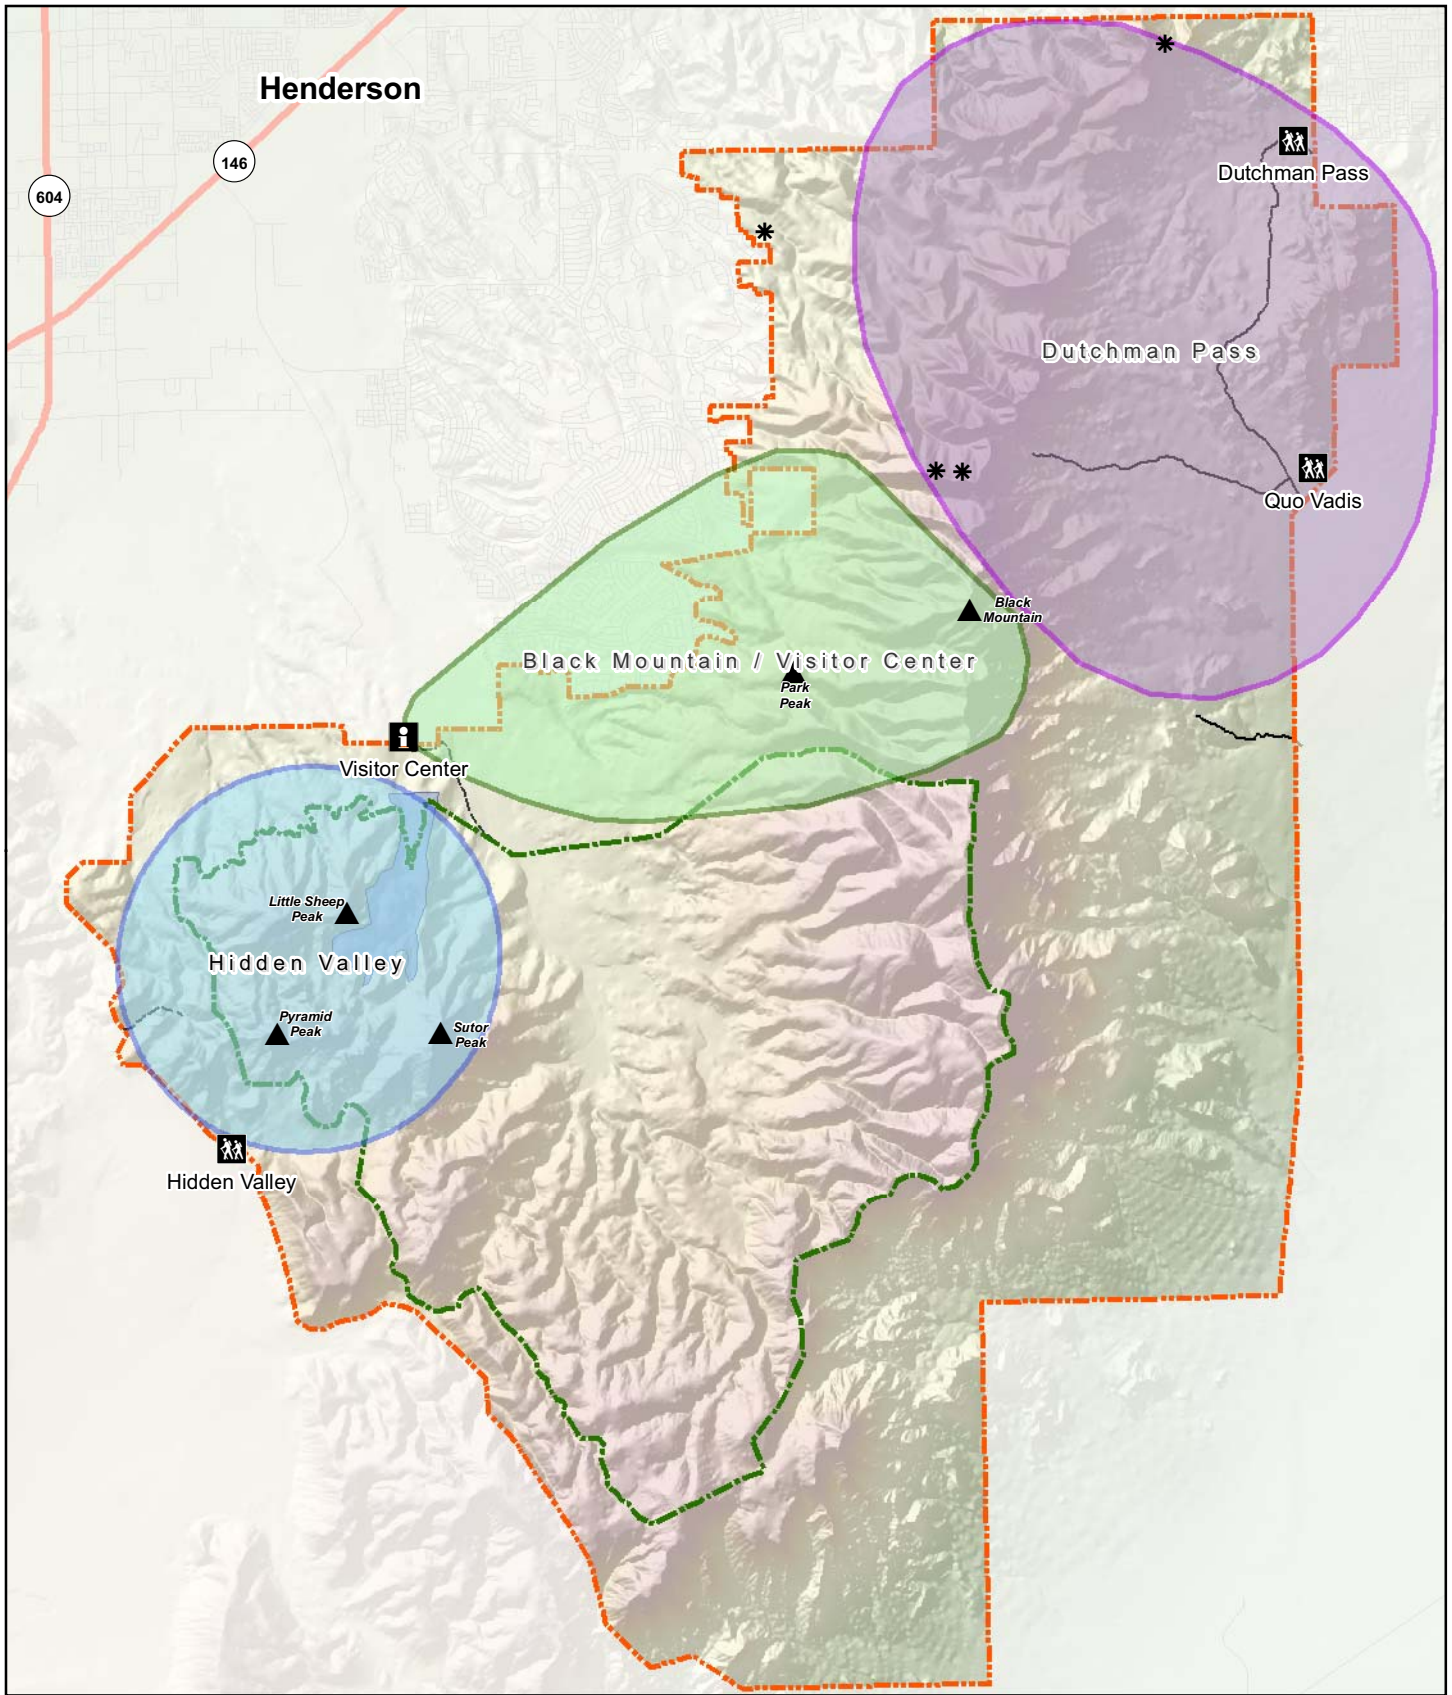 Henderson
146
604
Dutchman Pass
Dutchman Pass
Quo Vadis
Black
Mountain
Black Mountain / Visitor Center
Park
Peak
Visitor Center
Little Sheep
Peak
Hidden Valley
Pyramid
Peak
Sutor
Peak
Hidden Valley